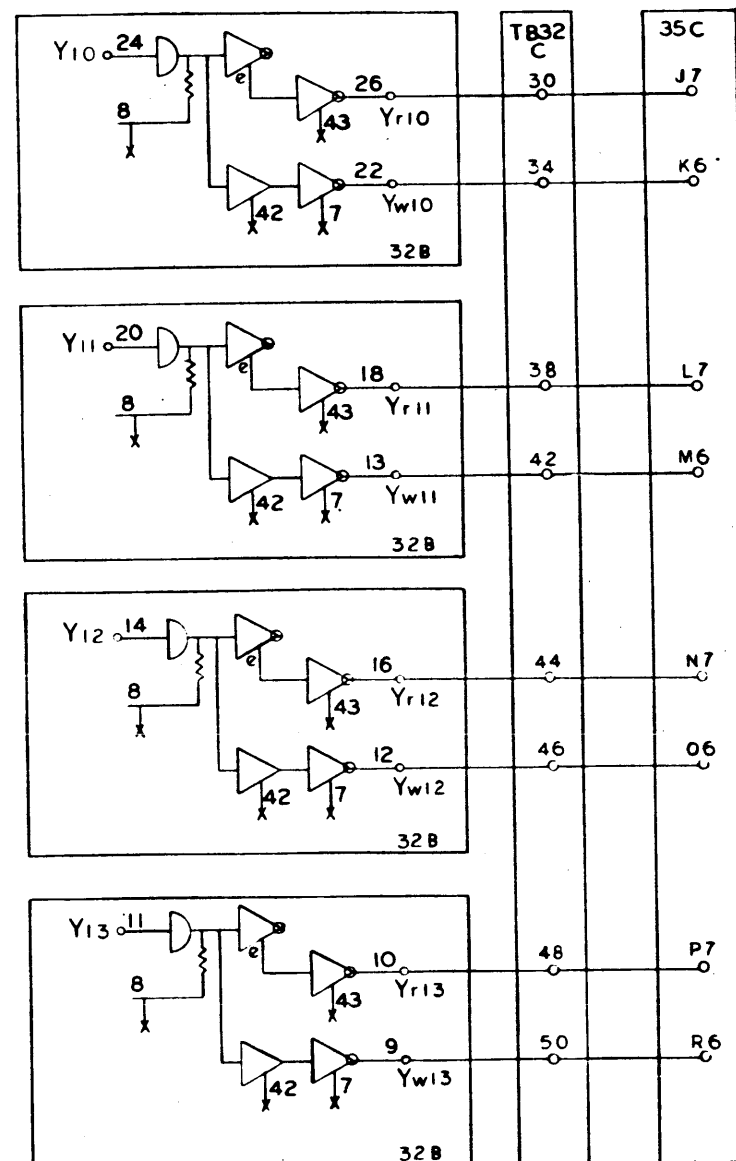 TB32 C
35C
Y10 24
8
e
43
26
Yr10
30
J7
42
7
22
Yw10
34
K6
32B
Y11 20
8
e
43
18
Yr11
38
L7
42
7
13
Yw11
42
M6
32B
Y12 14
8
e
43
16
Yr12
44
N7
42
7
12
Yw12
46
O6
32B
Y13 11
8
e
43
10
Yr13
48
P7
42
7
9
Yw13
50
R6
32B